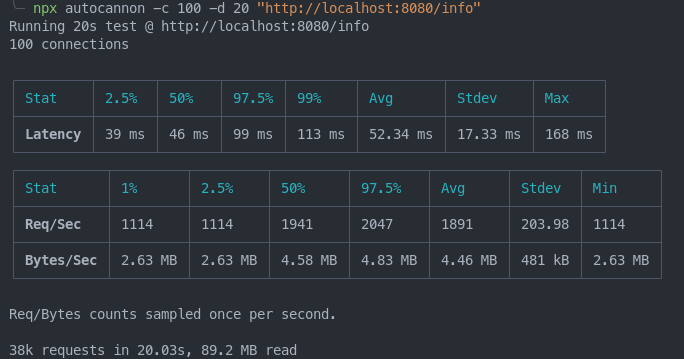 ╰─ npx autocannon -c 100 -d 20 "http://localhost:8080/info"
Running 20s test @ http://localhost:8080/info
100 connections
Stat 2.5% 50% 97.5% 99% Avg Stdev Max
Latency 39 ms 46 ms 99 ms 113 ms 52.34 ms 17.33 ms 168 ms
Stat 1% 2.5% 50% 97.5% Avg Stdev Min
Req/Sec 1114 1114 1941 2047 1891 203.98 1114
Bytes/Sec 2.63 MB 2.63 MB 4.58 MB 4.83 MB 4.46 MB 481 kB 2.63 MB
Req/Bytes counts sampled once per second.
38k requests in 20.03s, 89.2 MB read